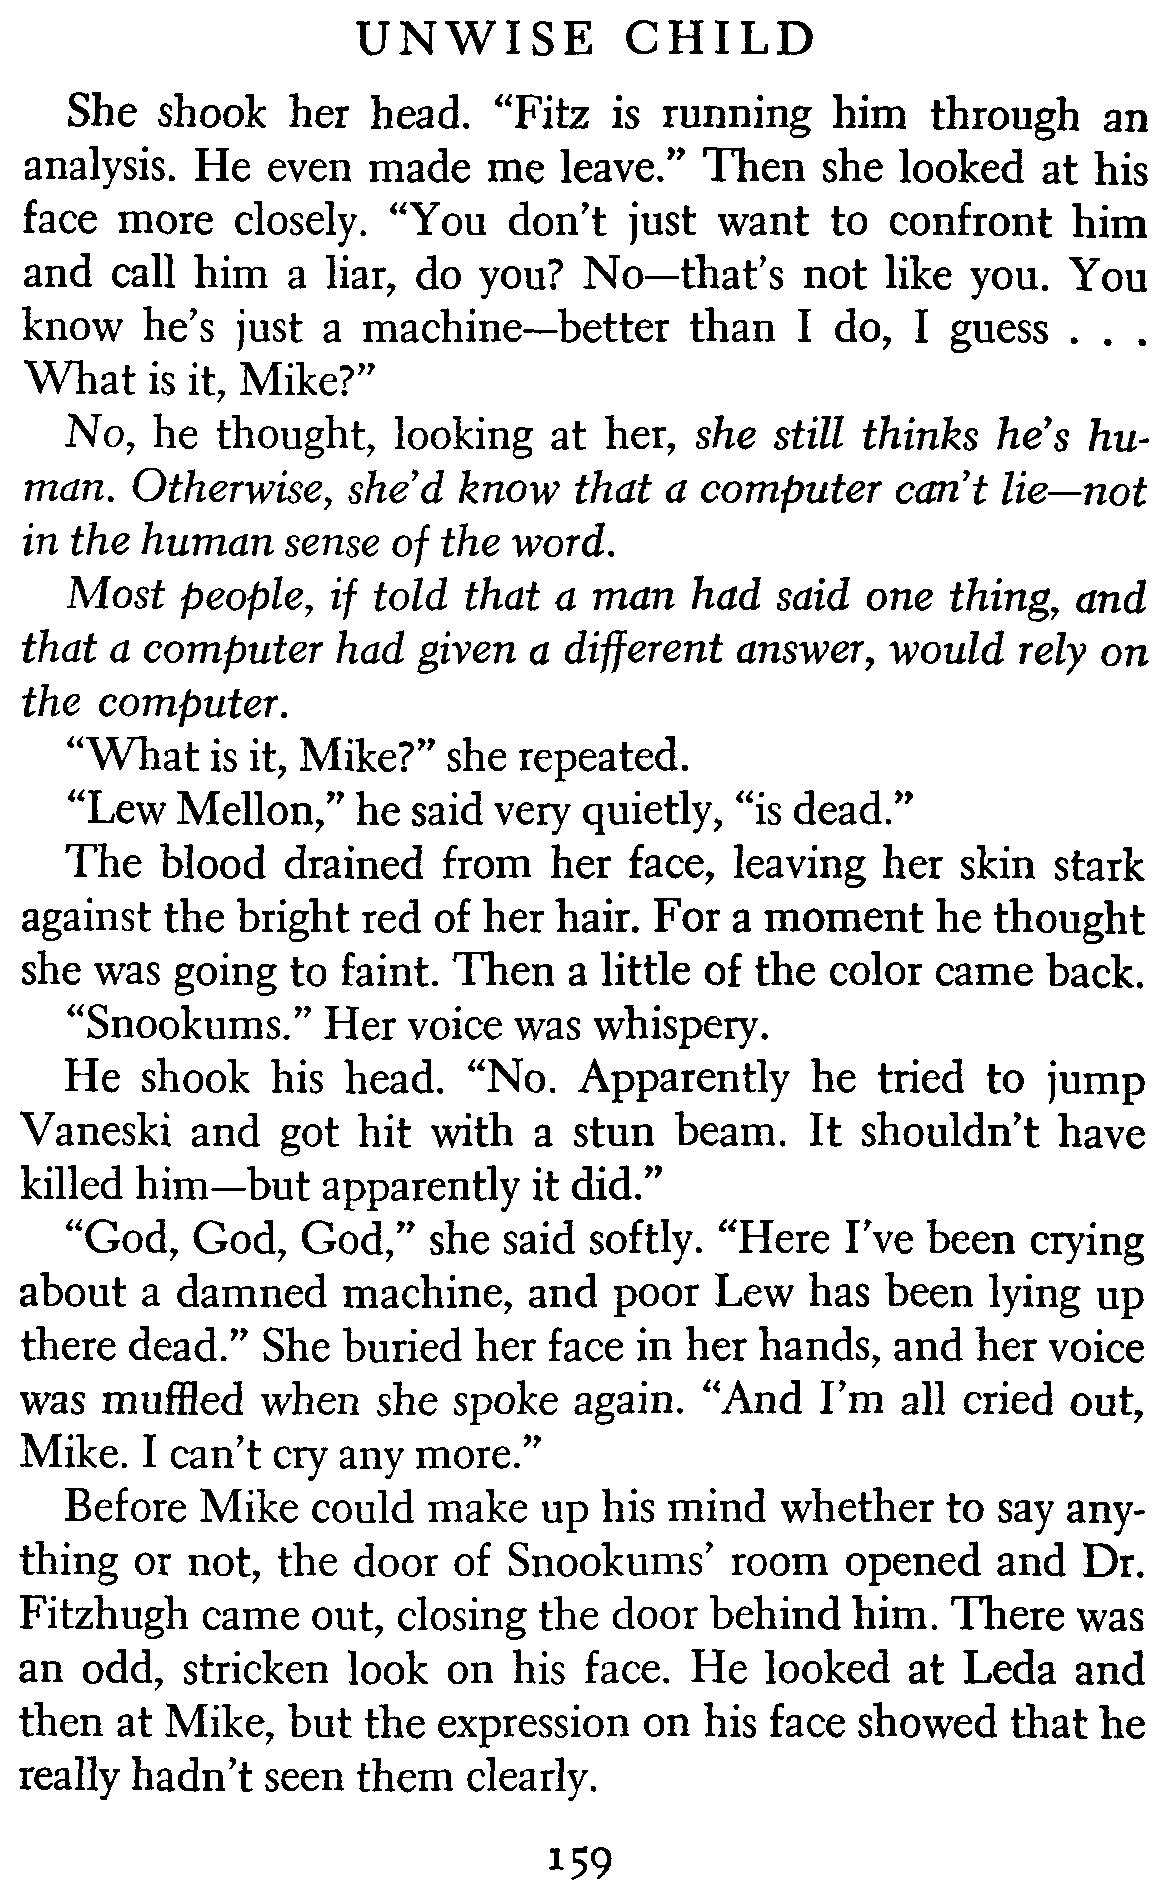 UNWISE CHILD
She shook her head. “Fitz is running him through an
analysis. He even made me leave.” Then she looked at his
face more closely. “You don’t just want to confront him
and call him a liar, do you? No—that’s not like you. You
know he’s just a machine—better than I do, I guess . . .
What is it, Mike?”
No, he thought, looking at her, she still thinks he’s hu-
man. Otherwise, she’d know that a computer can’t lie—not
in the human sense of the word.
Most people, if told that a man had said one thing, and
that a computer had given a different answer, would rely on
the computer.
“What is it, Mike?” she repeated.
“Lew Mellon,” he said very quietly, “is dead.”
The blood drained from her face, leaving her skin stark
against the bright red of her hair. For a moment he thought
she was going to faint. Then a little of the color came back.
“Snookums.” Her voice was whispery.
He shook his head. “No. Apparently he tried to jump
Vaneski and got hit with a stun beam. It shouldn’t have
killed him—but apparently it did.”
“God, God, God,” she said softly. “Here I’ve been crying
about a damned machine, and poor Lew has been lying up
there dead.” She buried her face in her hands, and her voice
was muffled when she spoke again. “And I’m all cried out,
Mike. I can’t cry any more.”
Before Mike could make up his mind whether to say any-
thing or not, the door of Snookums’ room opened and Dr.
Fitzhugh came out, closing the door behind him. There was
an odd, stricken look on his face. He looked at Leda and
then at Mike, but the expression on his face showed that he
really hadn’t seen them clearly.
159